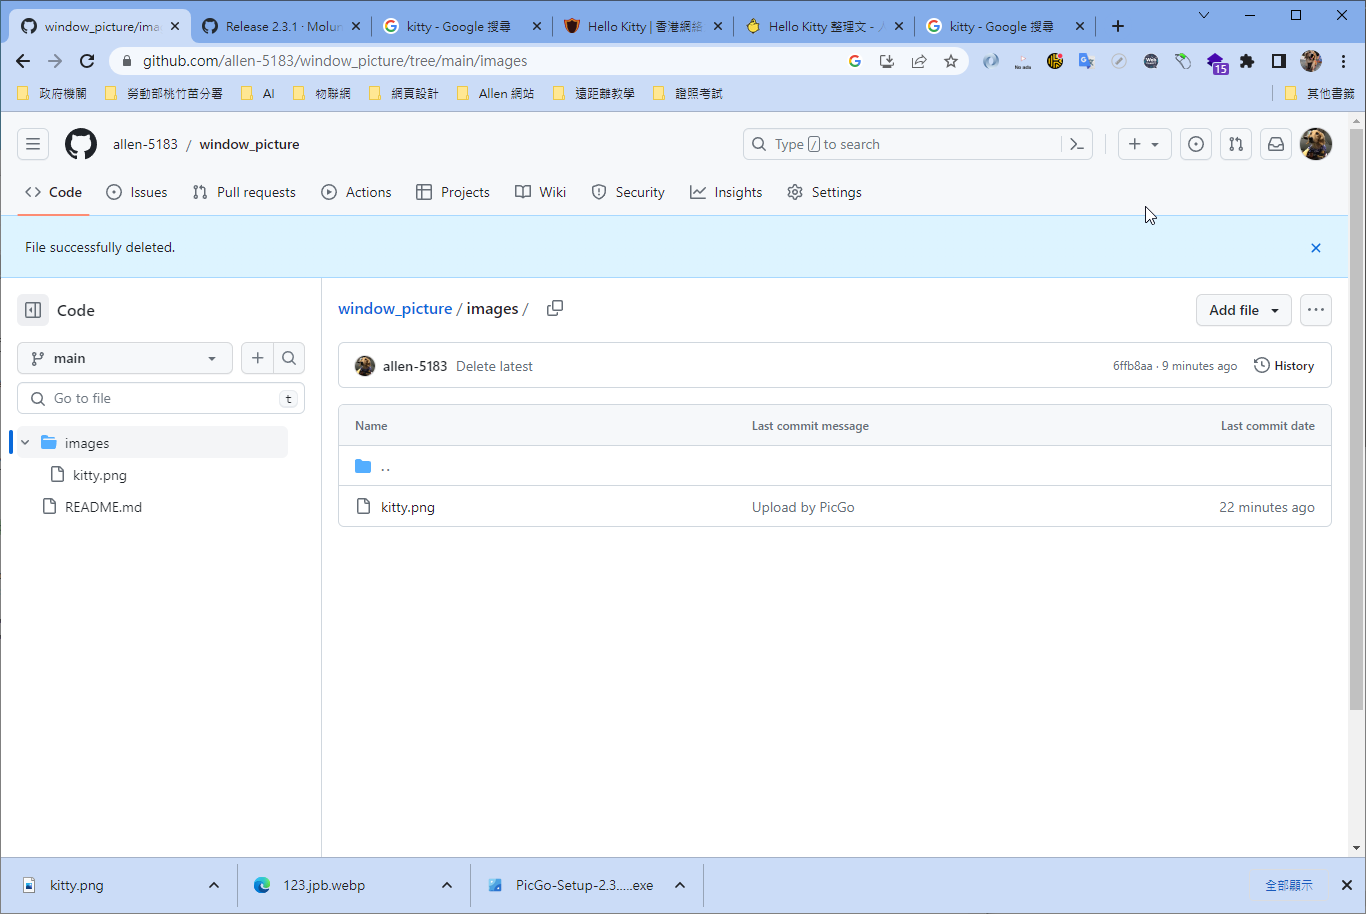 window_picture/ima
Release 2.3.1 · Molun
kitty - Google 搜尋
Hello Kitty | 香港網絡
Hello Kitty 整理文 -
kitty - Google 搜尋
github.com/allen-5183/window_picture/tree/main/images
15
政府機關
勞動部桃竹苗分署
AI
物聯網
網頁設計
Allen 網站
遠距離教學
證照考試
其他書籤
allen-5183 / window_picture
Type / to search
Code
Issues
Pull requests
Actions
Projects
Wiki
Security
Insights
Settings
File successfully deleted.
Code
main
Go to file
t
images
kitty.png
README.md
window_picture / images /
Add file
allen-5183 Delete latest
6ffb8aa · 9 minutes ago
History
Name Last commit message Last commit date
..
kitty.png Upload by PicGo 22 minutes ago
kitty.png
123.jpb.webp
PicGo-Setup-2.3.....exe
全部顯示